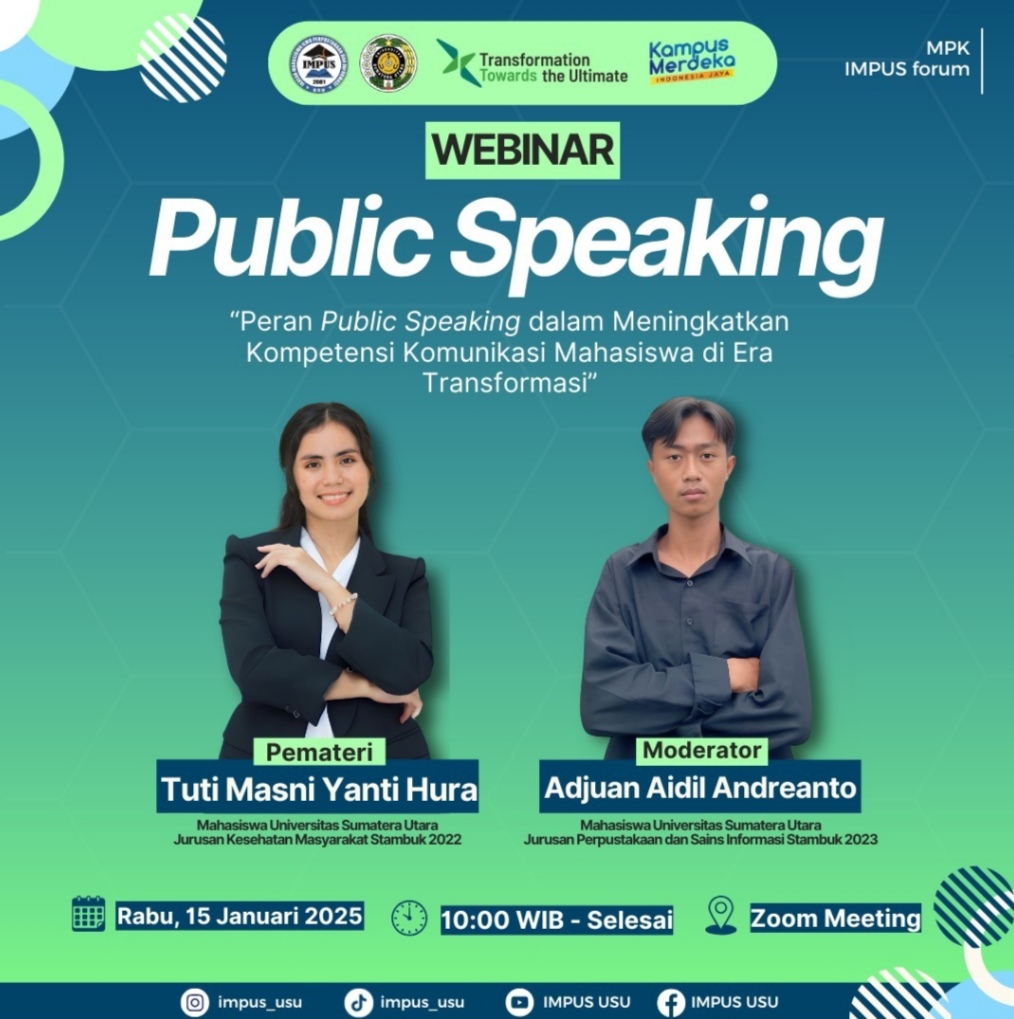 IMPUS
Transformation
Towards the Ultimate
Kampus
Merdeka
INDONESIA JAYA
MPK
IMPUS forum
WEBINAR
Public Speaking
“Peran Public Speaking dalam Meningkatkan
Kompetensi Komunikasi Mahasiswa di Era
Transformasi”
Pemateri
Tuti Masni Yanti Hura
Mahasiswa Universitas Sumatera Utara
Jurusan Kesehatan Masyarakat Stambuk 2022
Moderator
Adjuan Aidil Andreanto
Mahasiswa Universitas Sumatera Utara
Jurusan Perpustakaan dan Sains Informasi Stambuk 2023
Rabu, 15 Januari 2025
10:00 WIB - Selesai
Zoom Meeting
impus_usu
impus_usu
IMPUS USU
IMPUS USU